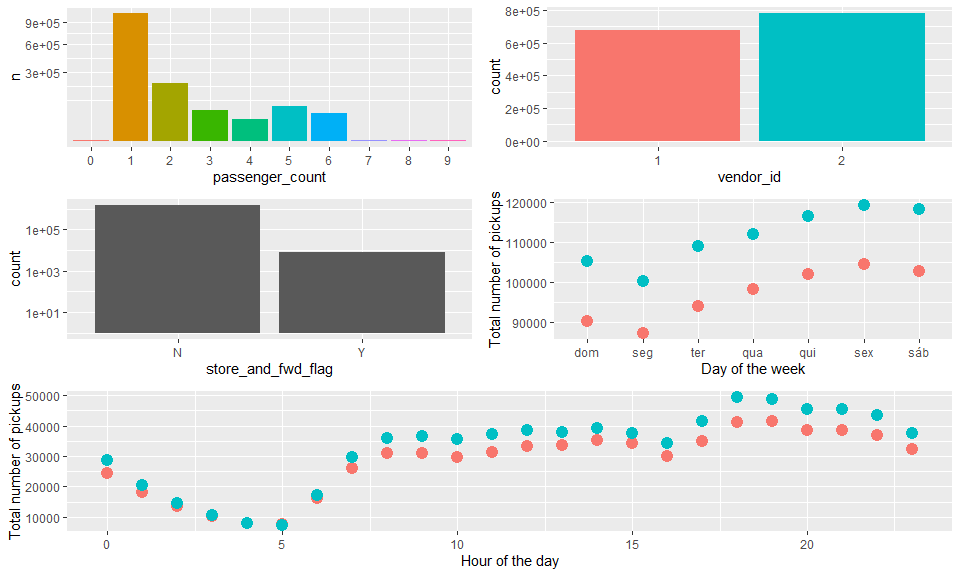 n
9e+05
6e+05
3e+05
0 1 2 3 4 5 6 7 8 9
passenger_count
count
8e+05
6e+05
4e+05
2e+05
0e+00
1 2
vendor_id
count
1e+05
1e+03
1e+01
N Y
store_and_fwd_flag
Total number of pickups
120000
110000
100000
90000
dom seg ter qua qui sex sáb
Day of the week
Total number of pickups
50000
40000
30000
20000
10000
0 5 10 15 20
Hour of the day